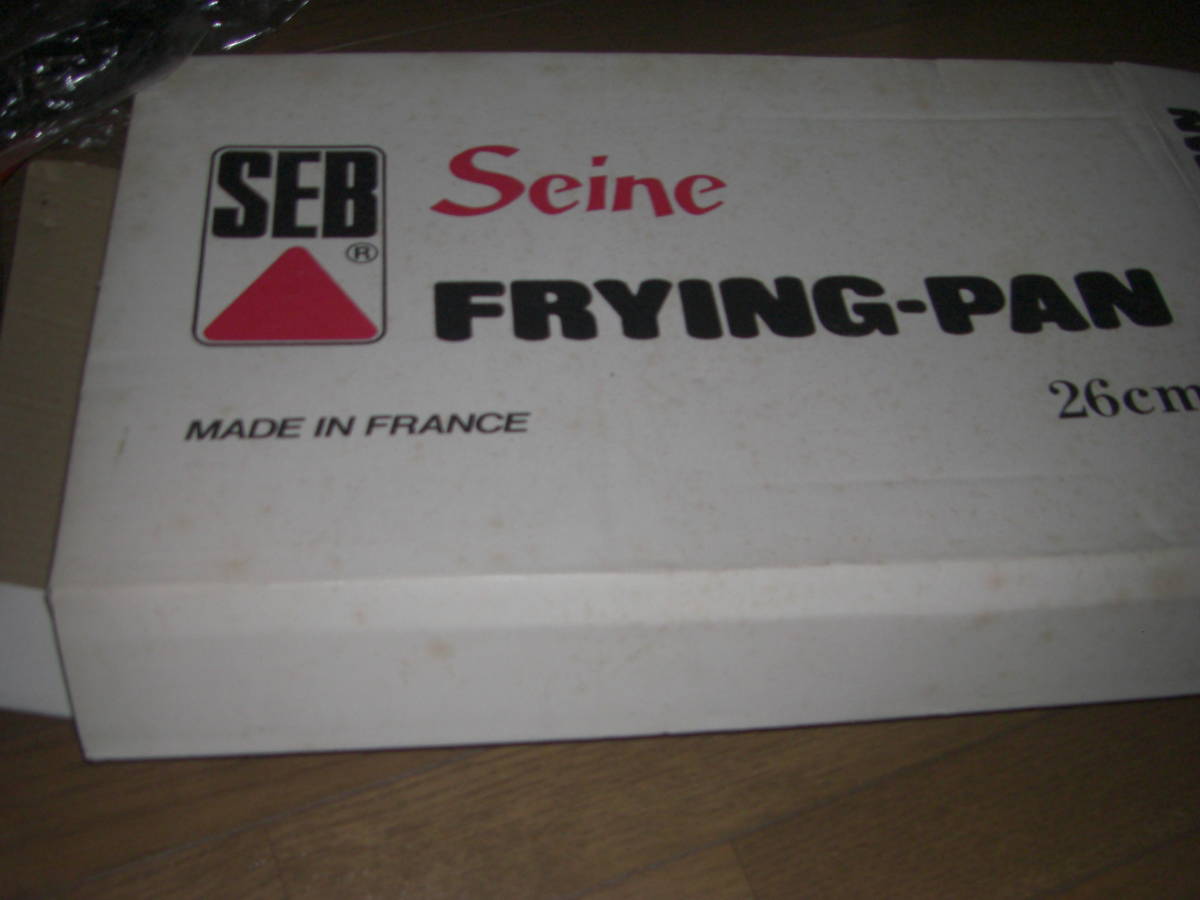 SEB
®
Seine
FRYING-PAN
26cm
MADE IN FRANCE